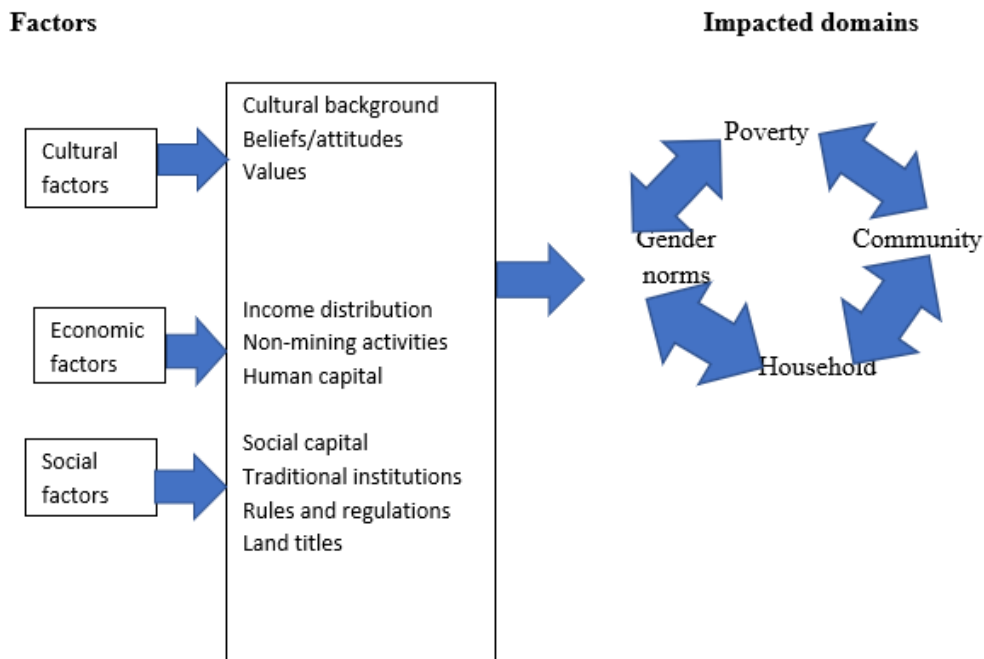 Factors
Impacted domains
Cultural
factors
Cultural background
Beliefs/attitudes
Values
Economic
factors
Income distribution
Non-mining activities
Human capital
Social
factors
Social capital
Traditional institutions
Rules and regulations
Land titles
Poverty
Gender
norms
Community
Household